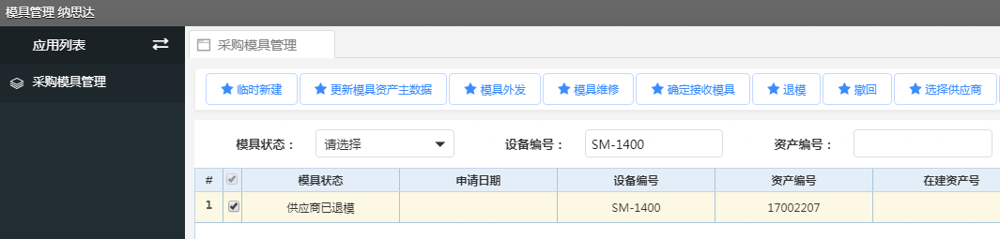 模具管理 纳思达
应用列表
采购模具管理
采购模具管理
临时新建 更新模具资产主数据 模具外发 模具维修 确定接收模具 退模 撤回 选择供应商
模具状态： 请选择 设备编号： SM-1400 资产编号：
# 模具状态 申请日期 设备编号 资产编号 在建资产号
1 供应商已退模 SM-1400 17002207